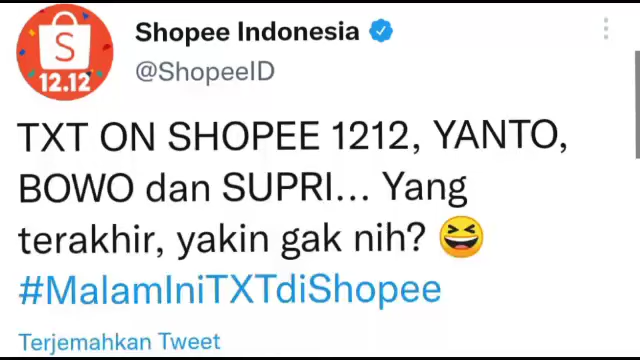 S
12.12
Shopee Indonesia
@ShopeeID
TXT ON SHOPEE 1212, YANTO,
BOWO dan SUPRI... Yang
terakhir, yakin gak nih? 😆
#MalamIniTXTdiShopee
Terjemahkan Tweet